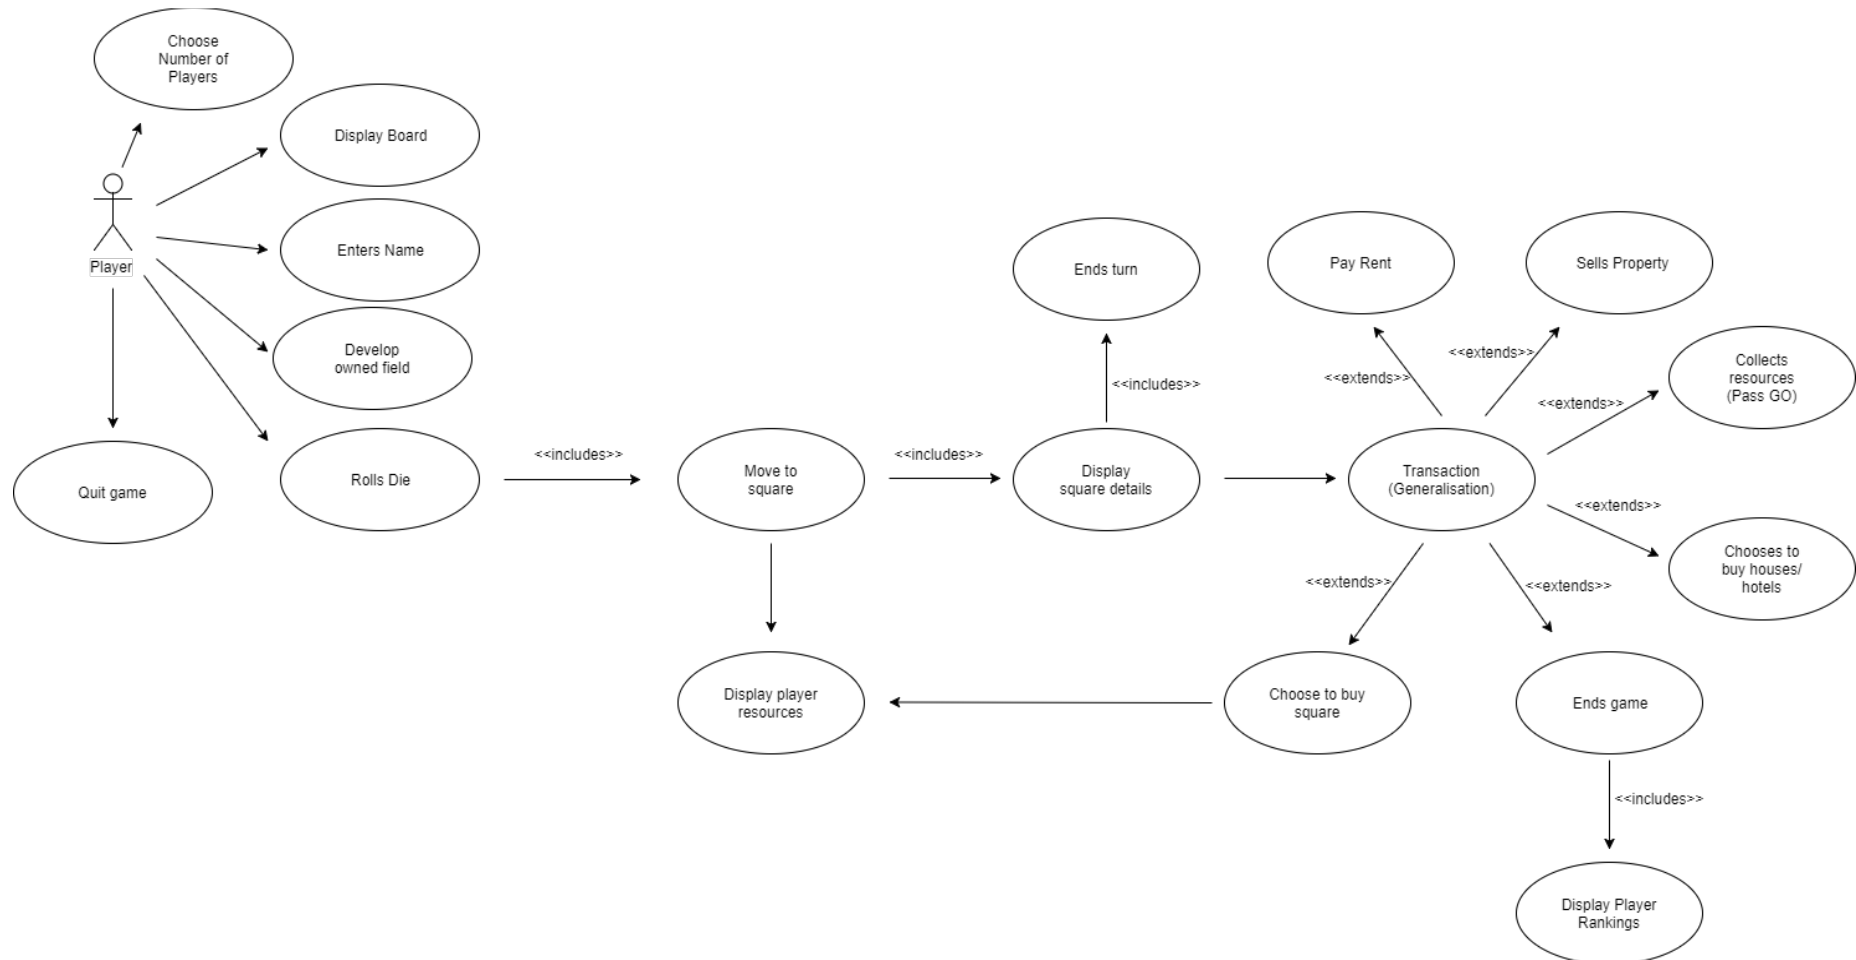 Choose
Number of
Players
Display Board
Player
Enters Name
Develop
owned field
Quit game
Rolls Die
<<includes>>
Move to
square
<<includes>>
Display
square details
<<includes>>
Ends turn
Transaction
(Generalisation)
<<extends>>
Pay Rent
<<extends>>
Sells Property
<<extends>>
Collects
resources
(Pass GO)
<<extends>>
Chooses to
buy houses/
hotels
<<extends>>
Choose to buy
square
<<extends>>
Ends game
Display player
resources
<<includes>>
Display Player
Rankings